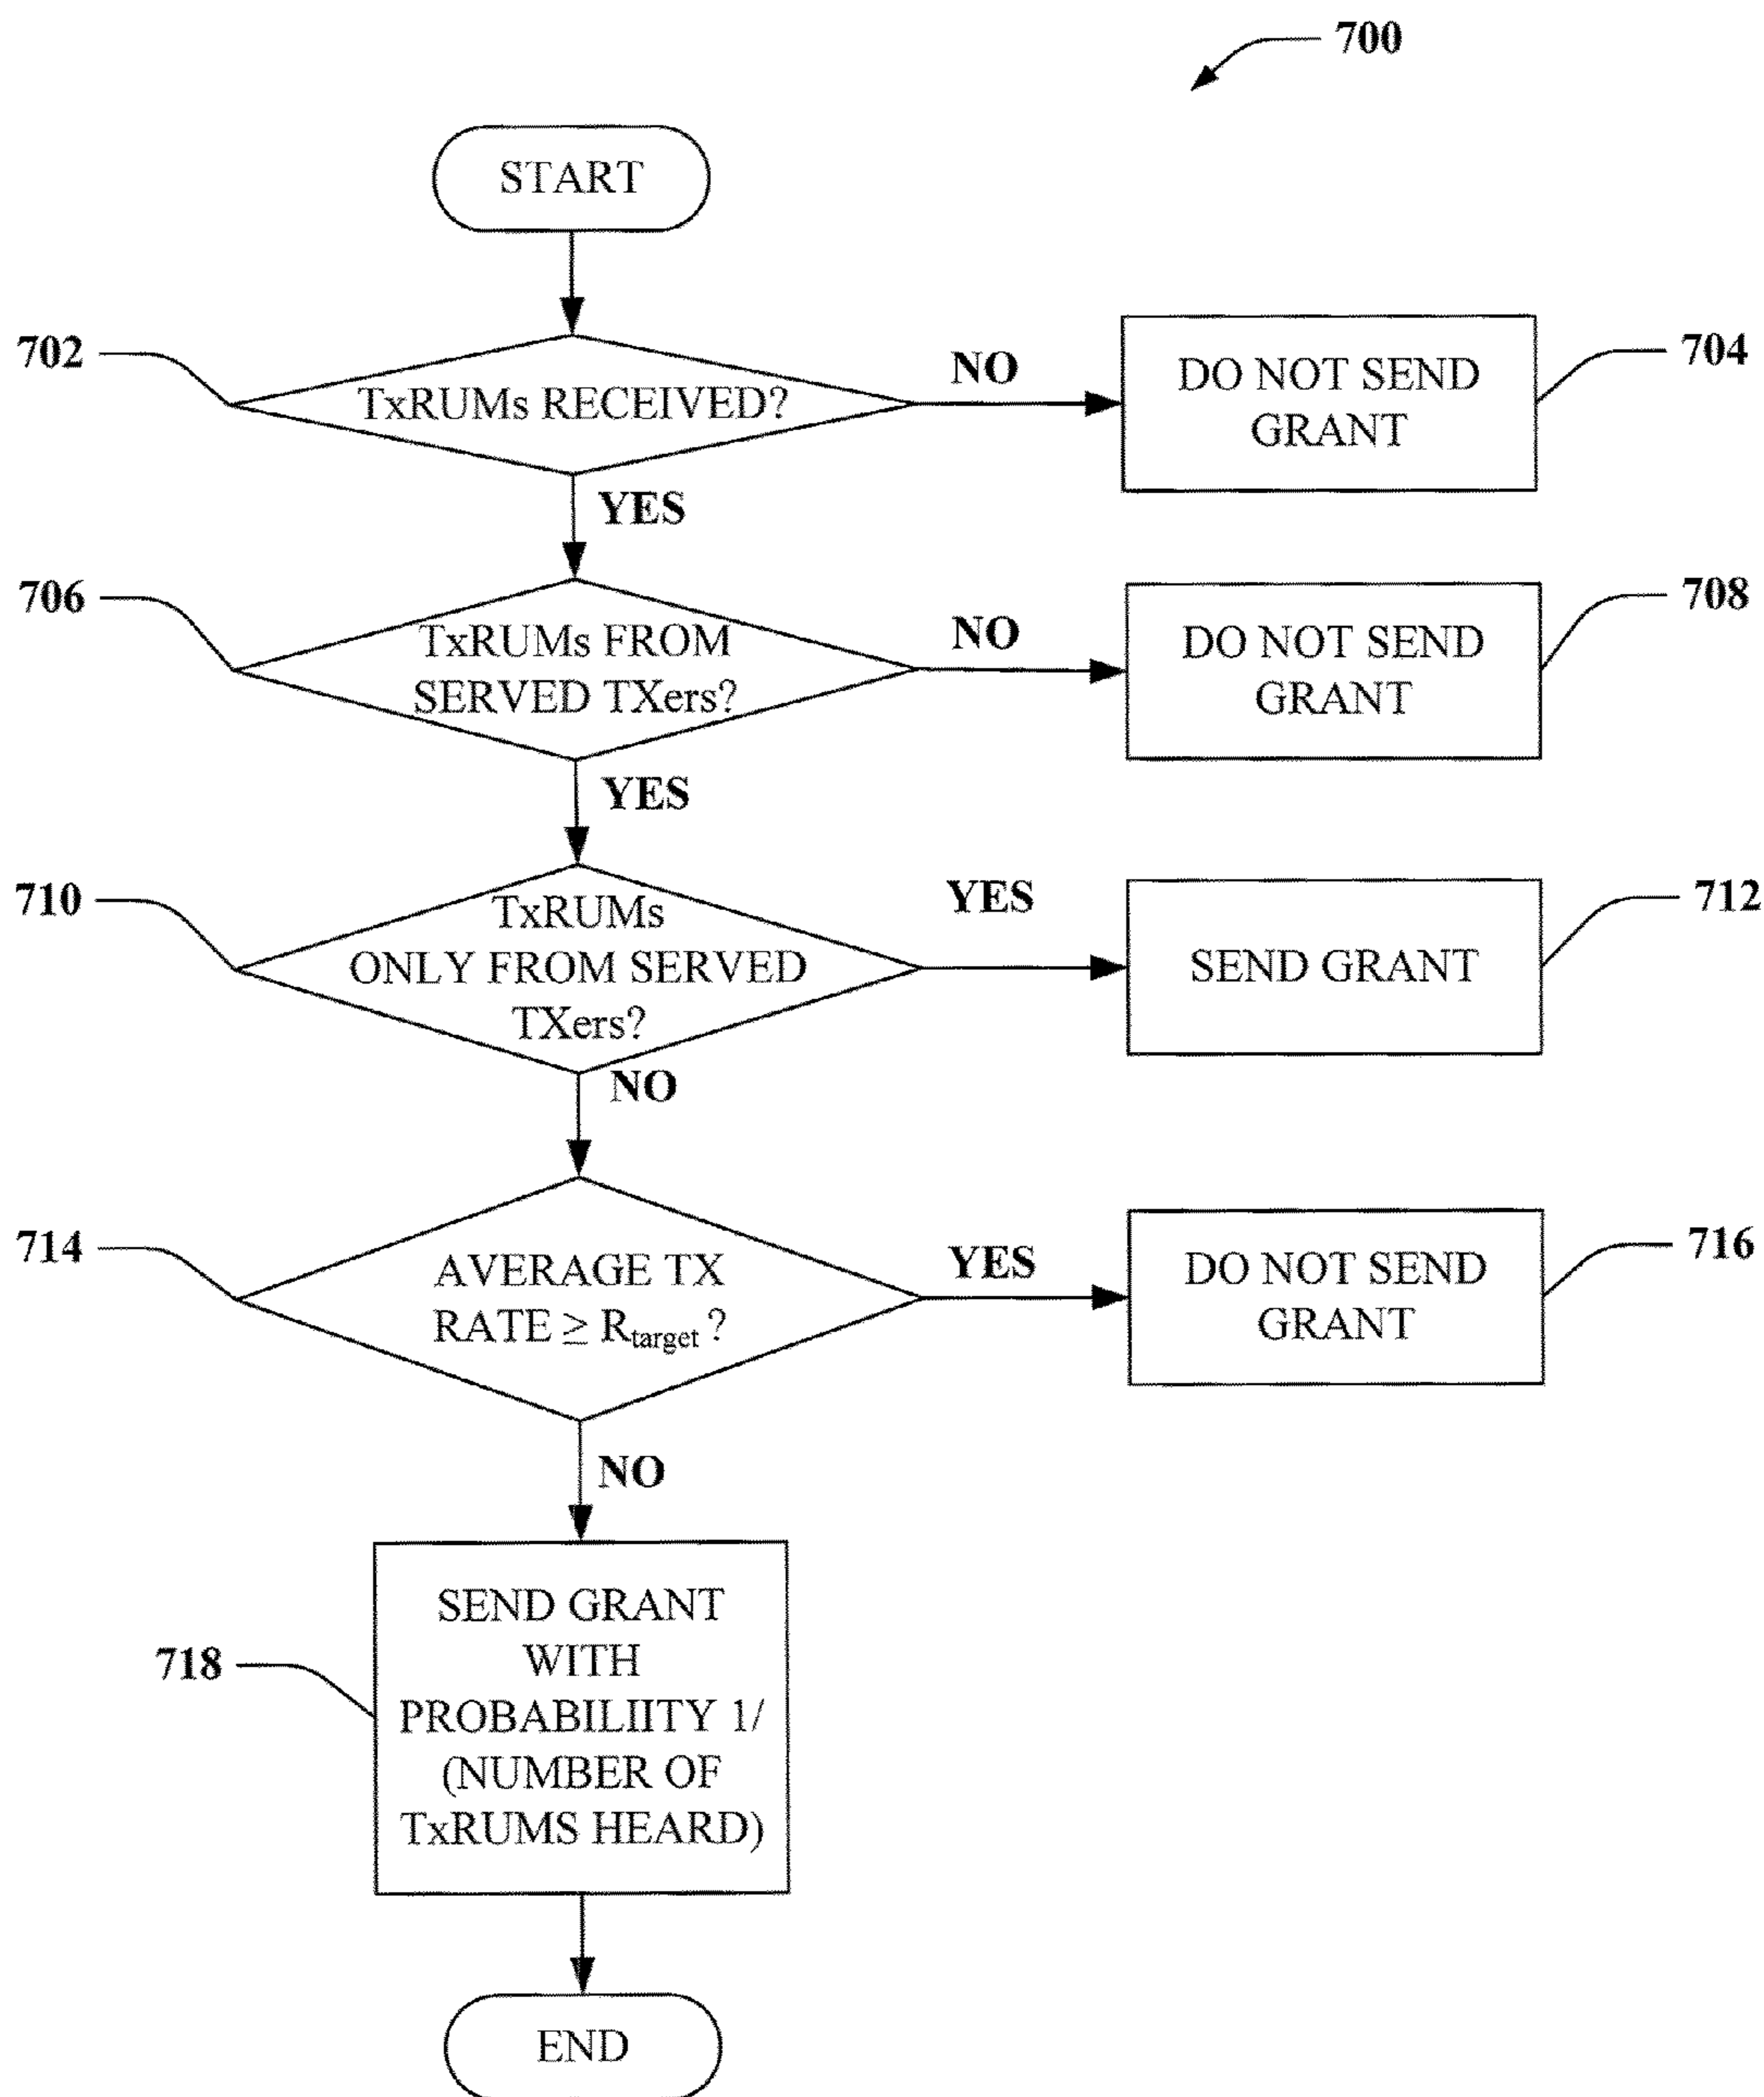 700
START
702
TxRUMs RECEIVED?
NO
DO NOT SEND
GRANT
704
YES
706
TxRUMs FROM
SERVED TXers?
NO
DO NOT SEND
GRANT
708
YES
710
TxRUMs
ONLY FROM SERVED
TXers?
YES
SEND GRANT
712
NO
714
AVERAGE TX
RATE ≥ Rtarget ?
YES
DO NOT SEND
GRANT
716
NO
718
SEND GRANT
WITH
PROBABILIITY 1/
(NUMBER OF
TxRUMS HEARD)
END